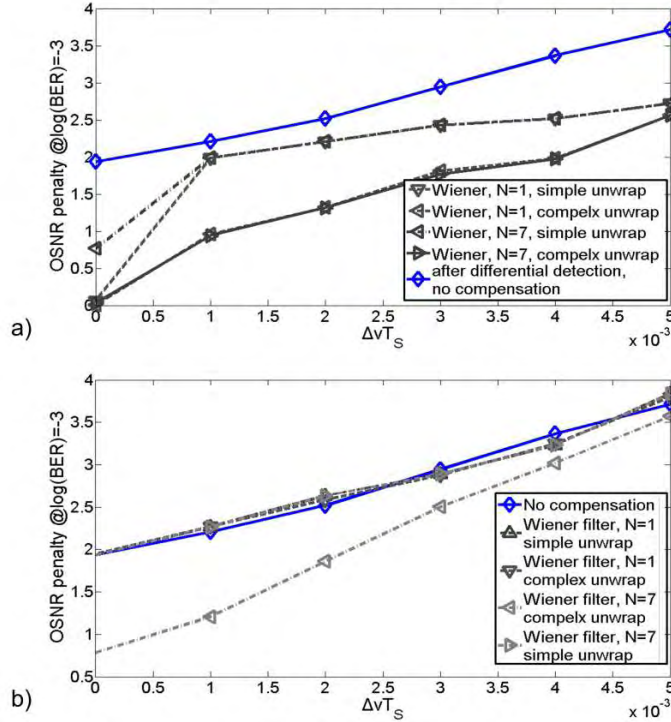 4
3.5
3
2.5
2
1.5
1
0.5
0
OSNR penalty @log(BER)=-3
Wiener, N=1, simple unwrap
Wiener, N=1, compelx unwrap
Wiener, N=7, simple unwrap
Wiener, N=7, compelx unwrap
after differential detection,
no compensation
0 0.5 1 1.5 2 2.5 3 3.5 4 4.5 5
ΔvT_S
x 10^-3
a)
4
3.5
3
2.5
2
1.5
1
0.5
OSNR penalty @log(BER)=-3
No compensation
Wiener filter, N=1
simple unwrap
Wiener filter, N=1
complex unwrap
Wiener filter, N=7
compelx unwrap
Wiener filter, N=7
simple unwrap
0 0.5 1 1.5 2 2.5 3 3.5 4 4.5 5
ΔvT_S
x 10^-3
b)